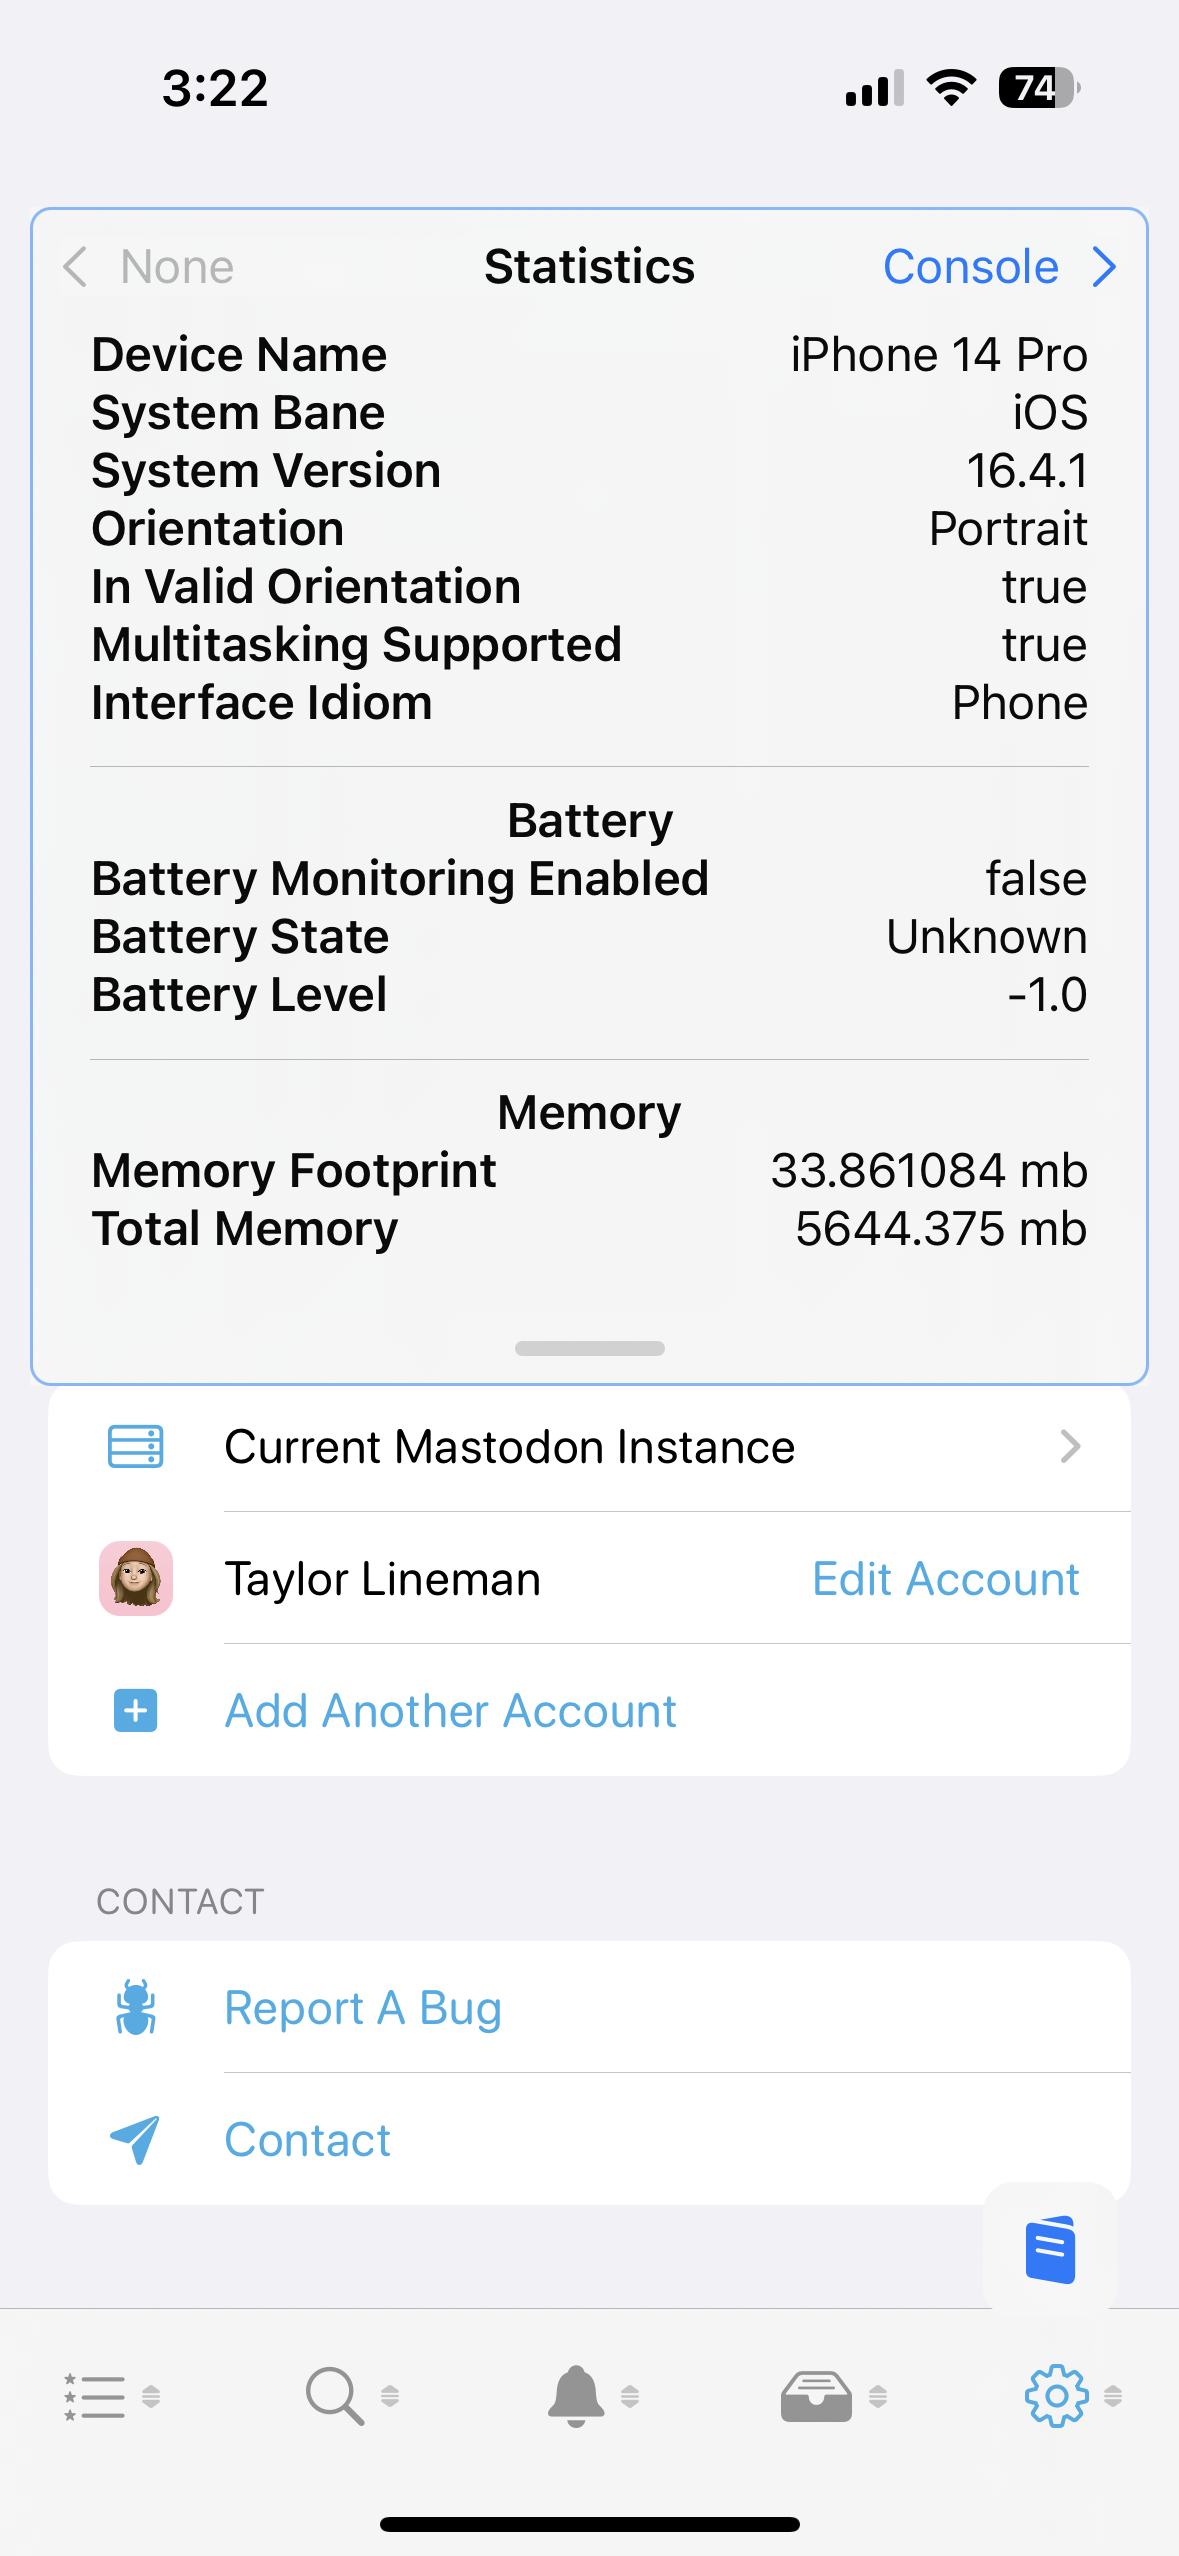 3:22
74
None Statistics Console
Device Name iPhone 14 Pro
System Bane iOS
System Version 16.4.1
Orientation Portrait
In Valid Orientation true
Multitasking Supported true
Interface Idiom Phone
Battery
Battery Monitoring Enabled false
Battery State Unknown
Battery Level -1.0
Memory
Memory Footprint 33.861084 mb
Total Memory 5644.375 mb
Current Mastodon Instance
Taylor Lineman Edit Account
Add Another Account
CONTACT
Report A Bug
Contact